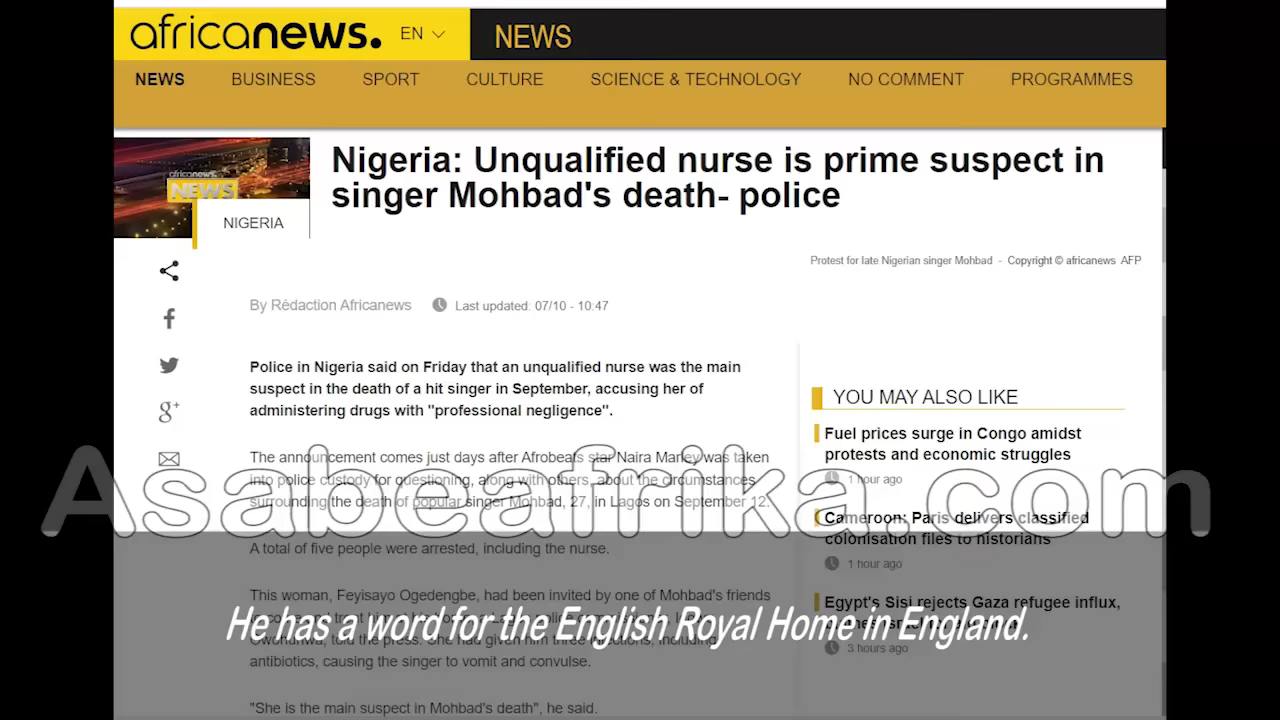 africanews. EN NEWS
NEWS BUSINESS SPORT CULTURE SCIENCE & TECHNOLOGY NO COMMENT PROGRAMMES
africanews.
NEWS
NIGERIA
Nigeria: Unqualified nurse is prime suspect in
singer Mohbad's death- police
Protest for late Nigerian singer Mohbad - Copyright © africanews AFP
By Rédaction Africanews Last updated: 07/10 - 10:47
Police in Nigeria said on Friday that an unqualified nurse was the main
suspect in the death of a hit singer in September, accusing her of
administering drugs with "professional negligence".
The announcement comes just days after Afrobeats star Naira Marley was taken
into police custody for questioning, along with others, about the circumstances
surrounding the death of popular singer Mohbad, 27, in Lagos on September 12.
A total of five people were arrested, including the nurse.
This woman, Feyisayo Ogedengbe, had been invited by one of Mohbad's friends
told the press. She had given him three injections, including
antibiotics, causing the singer to vomit and convulse.
"She is the main suspect in Mohbad's death", he said.
YOU MAY ALSO LIKE
Fuel prices surge in Congo amidst
protests and economic struggles
1 hour ago
Cameroon: Paris delivers classified
colonisation files to historians
1 hour ago
Egypt's Sisi rejects Gaza refugee influx,
3 hours ago
Asabeafrika.com
He has a word for the English Royal Home in England.